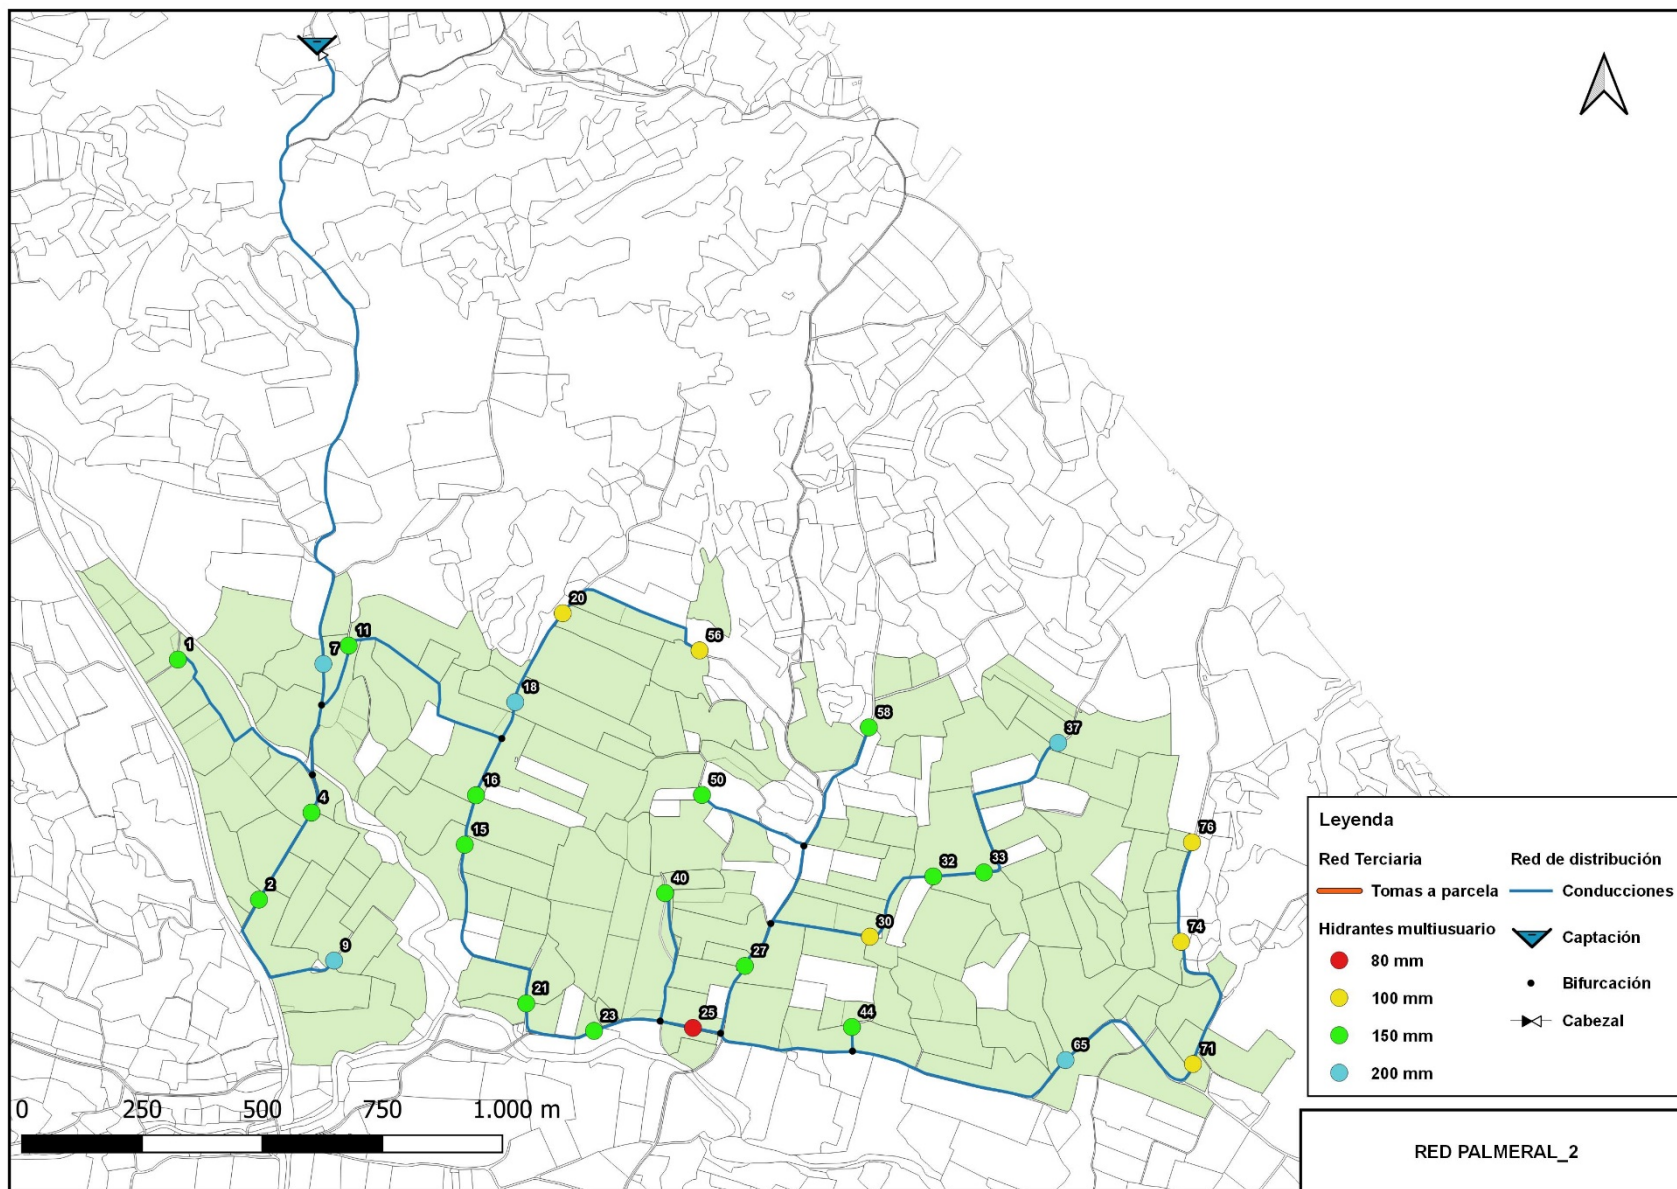 20
56
11
1
7
18
58
37
50
16
4
76
15
32
33
40
2
30
74
9
27
21
23
25
44
65
71
0 250 500 750 1.000 m
Leyenda
Red Terciaria
Tomas a parcela
Hidrantes multiusuario
80 mm
100 mm
150 mm
200 mm
Red de distribución
Conducciones
Captación
Bifurcación
Cabezal
RED PALMERAL_2